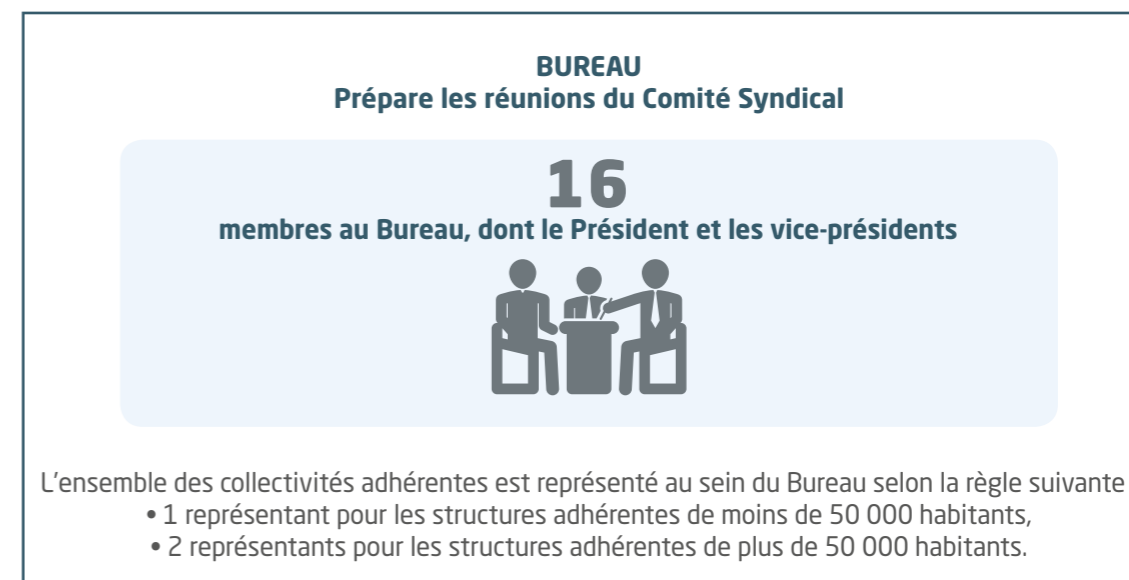 BUREAU
Prépare les réunions du Comité Syndical
16
membres au Bureau, dont le Président et les vice-présidents
L'ensemble des collectivités adhérentes est représenté au sein du Bureau selon la règle suivante
• 1 représentant pour les structures adhérentes de moins de 50 000 habitants,
• 2 représentants pour les structures adhérentes de plus de 50 000 habitants.